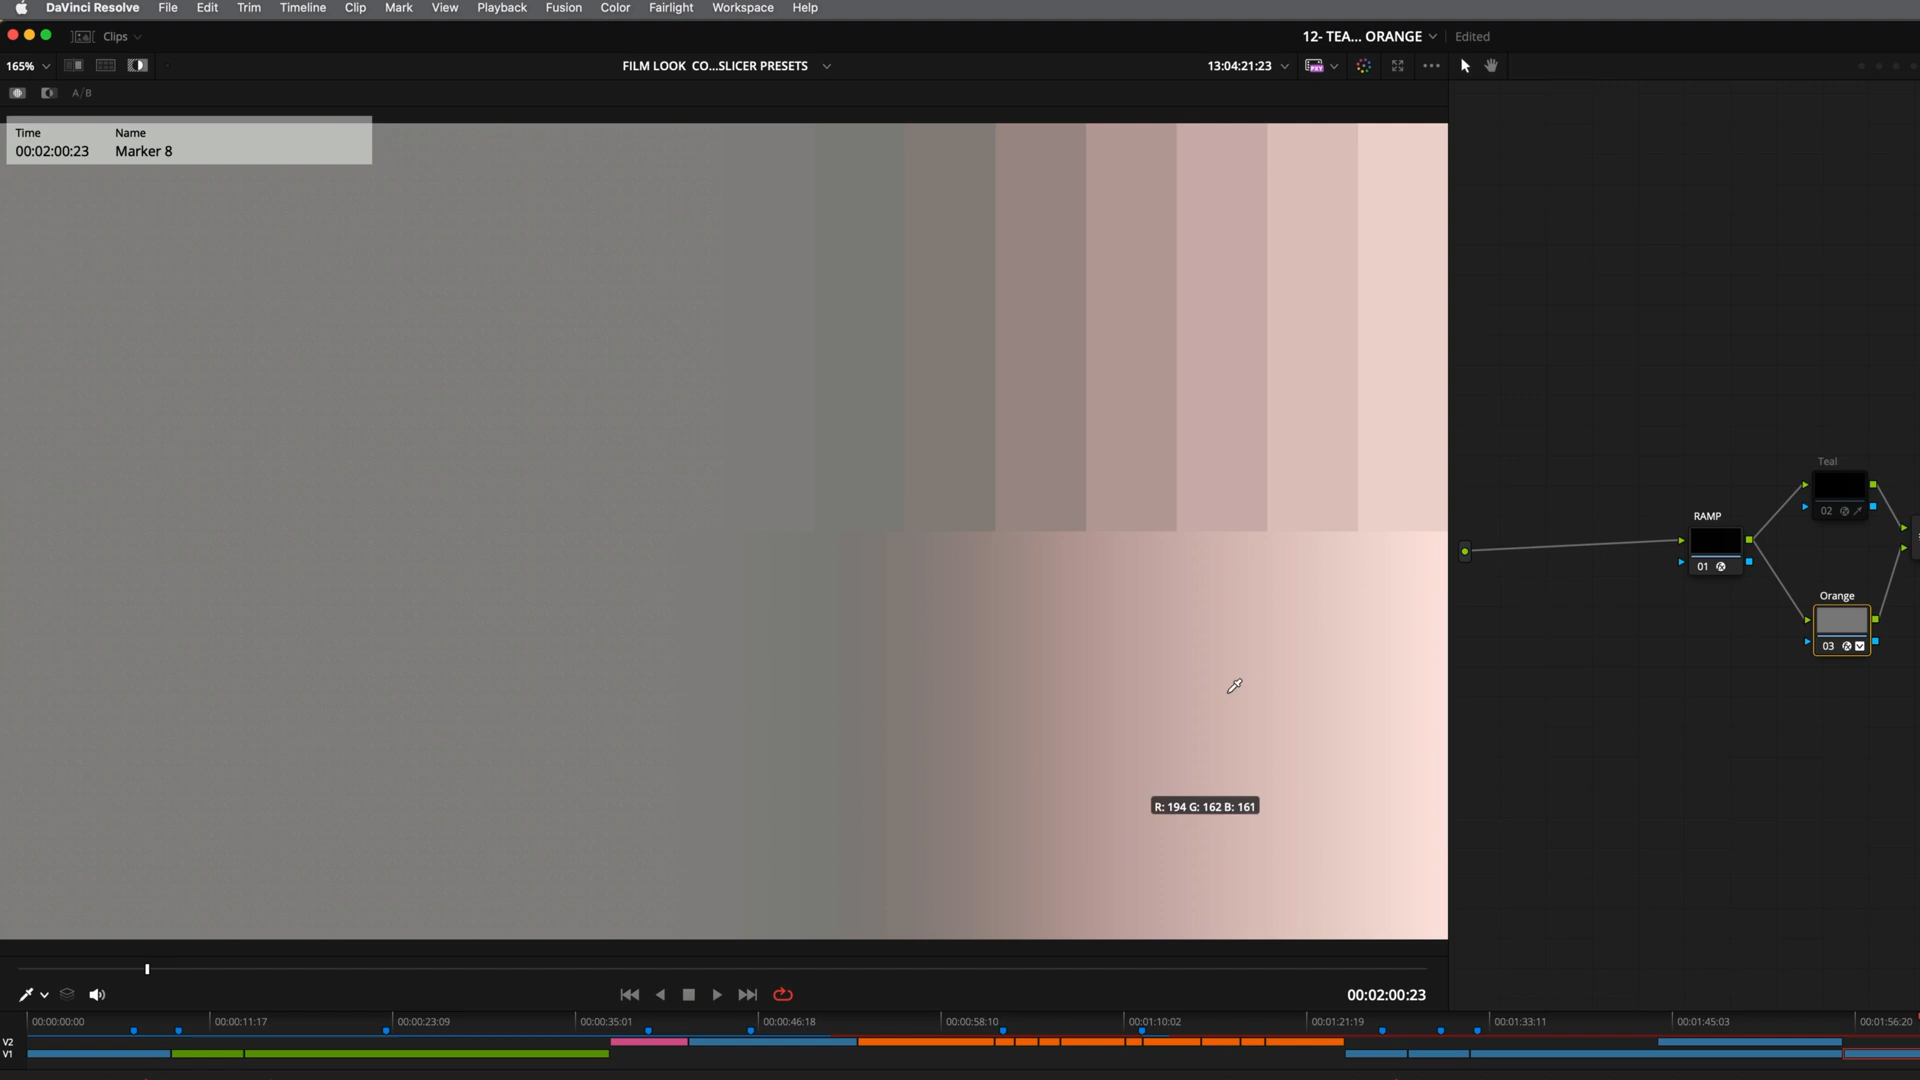 DaVinci Resolve File Edit Trim Timeline Clip Mark View Playback Fusion Color Fairlight Workspace Help
Clips
12- TEA... ORANGE
Edited
165%
FILM LOOK CO...SLICER PRESETS
13:04:21:23
A/B
Time Name
00:02:00:23 Marker 8
Teal
02
RAMP
01
Orange
03
R: 194 G: 162 B: 161
00:02:00:23
00:00:00:00 00:00:11:17 00:00:23:09 00:00:35:01 00:00:46:18 00:00:58:10 00:01:10:02 00:01:21:19 00:01:33:11 00:01:45:03 00:01:56:20
V2
V1